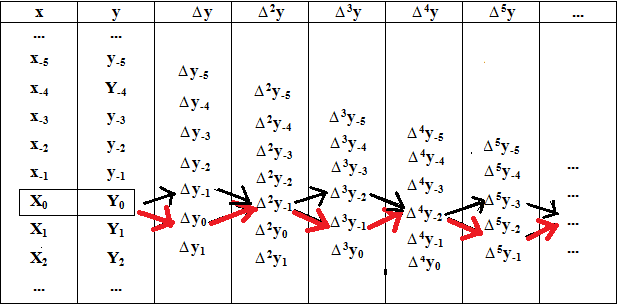 x y Δy Δ²y Δ³y Δ⁴y Δ⁵y ...
... ...
x₋₅ y₋₅
Δy₋₅
x₋₄ Y₋₄ Δ²y₋₅
Δy₋₄
x₋₃ y₋₃ Δ²y₋₄ Δ³y₋₅
Δy₋₃ Δ⁴y₋₅
x₋₂ y₋₂ Δ²y₋₃ Δ³y₋₄ Δ⁵y₋₅
Δy₋₂ Δ⁴y₋₄
x₋₁ y₋₁ Δ²y₋₂ Δ³y₋₃ Δ⁵y₋₄ ...
Δy₋₁ Δ⁴y₋₃
X₀ Y₀ Δ²y₋₁ Δ³y₋₂ Δ⁵y₋₃ ...
Δy₀ Δ⁴y₋₂
X₁ Y₁ Δ²y₀ Δ³y₋₁ Δ⁵y₋₂ ...
Δy₁ Δ⁴y₋₁
X₂ Y₂ Δ²y₁ Δ³y₀ Δ⁵y₋₁ ...
Δ⁴y₀
... ...